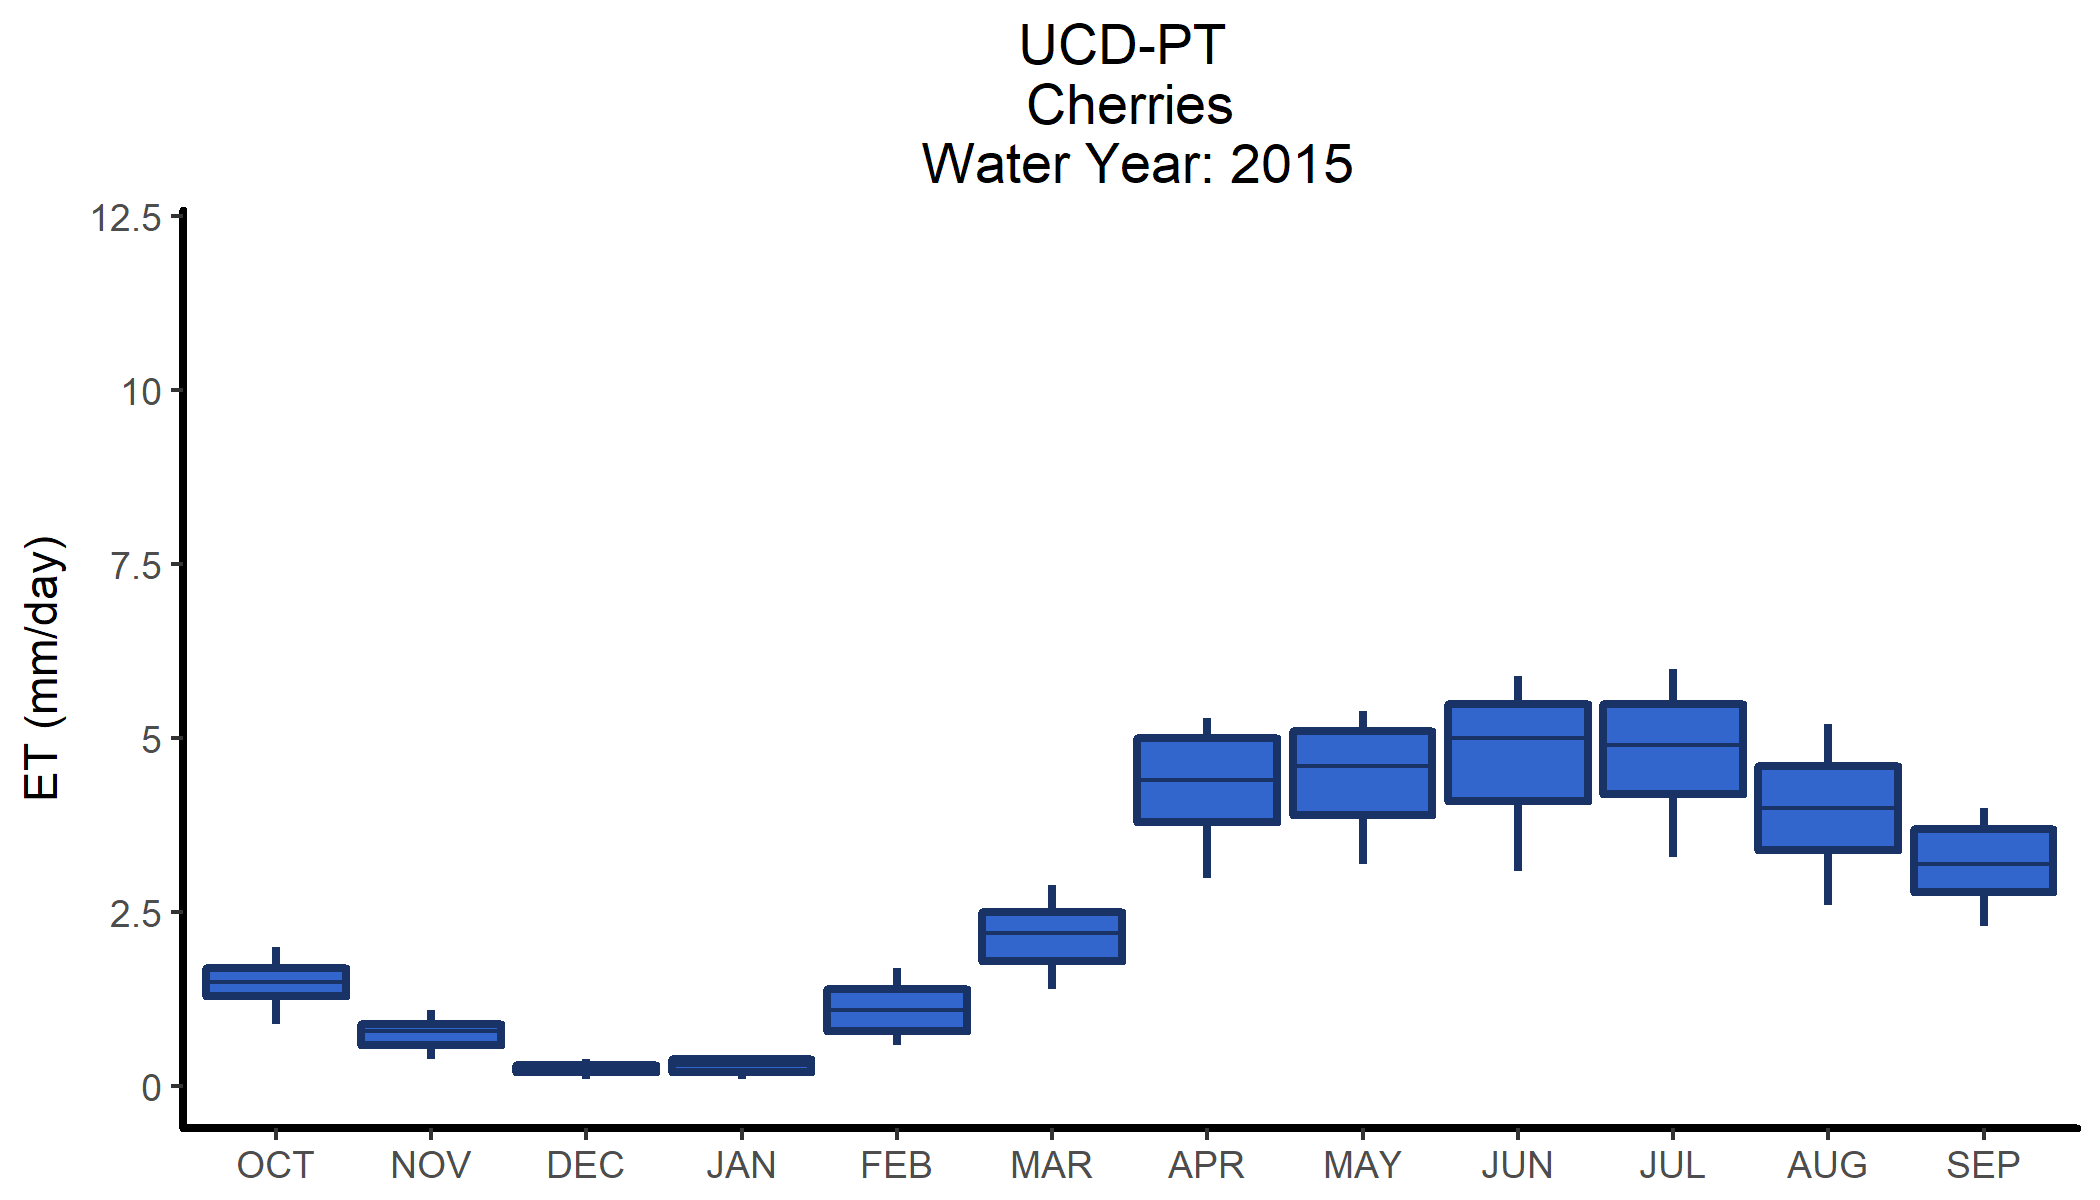 UCD-PT
Cherries
Water Year: 2015
ET (mm/day)
12.5
10
7.5
5
2.5
0
OCT NOV DEC JAN FEB MAR APR MAY JUN JUL AUG SEP